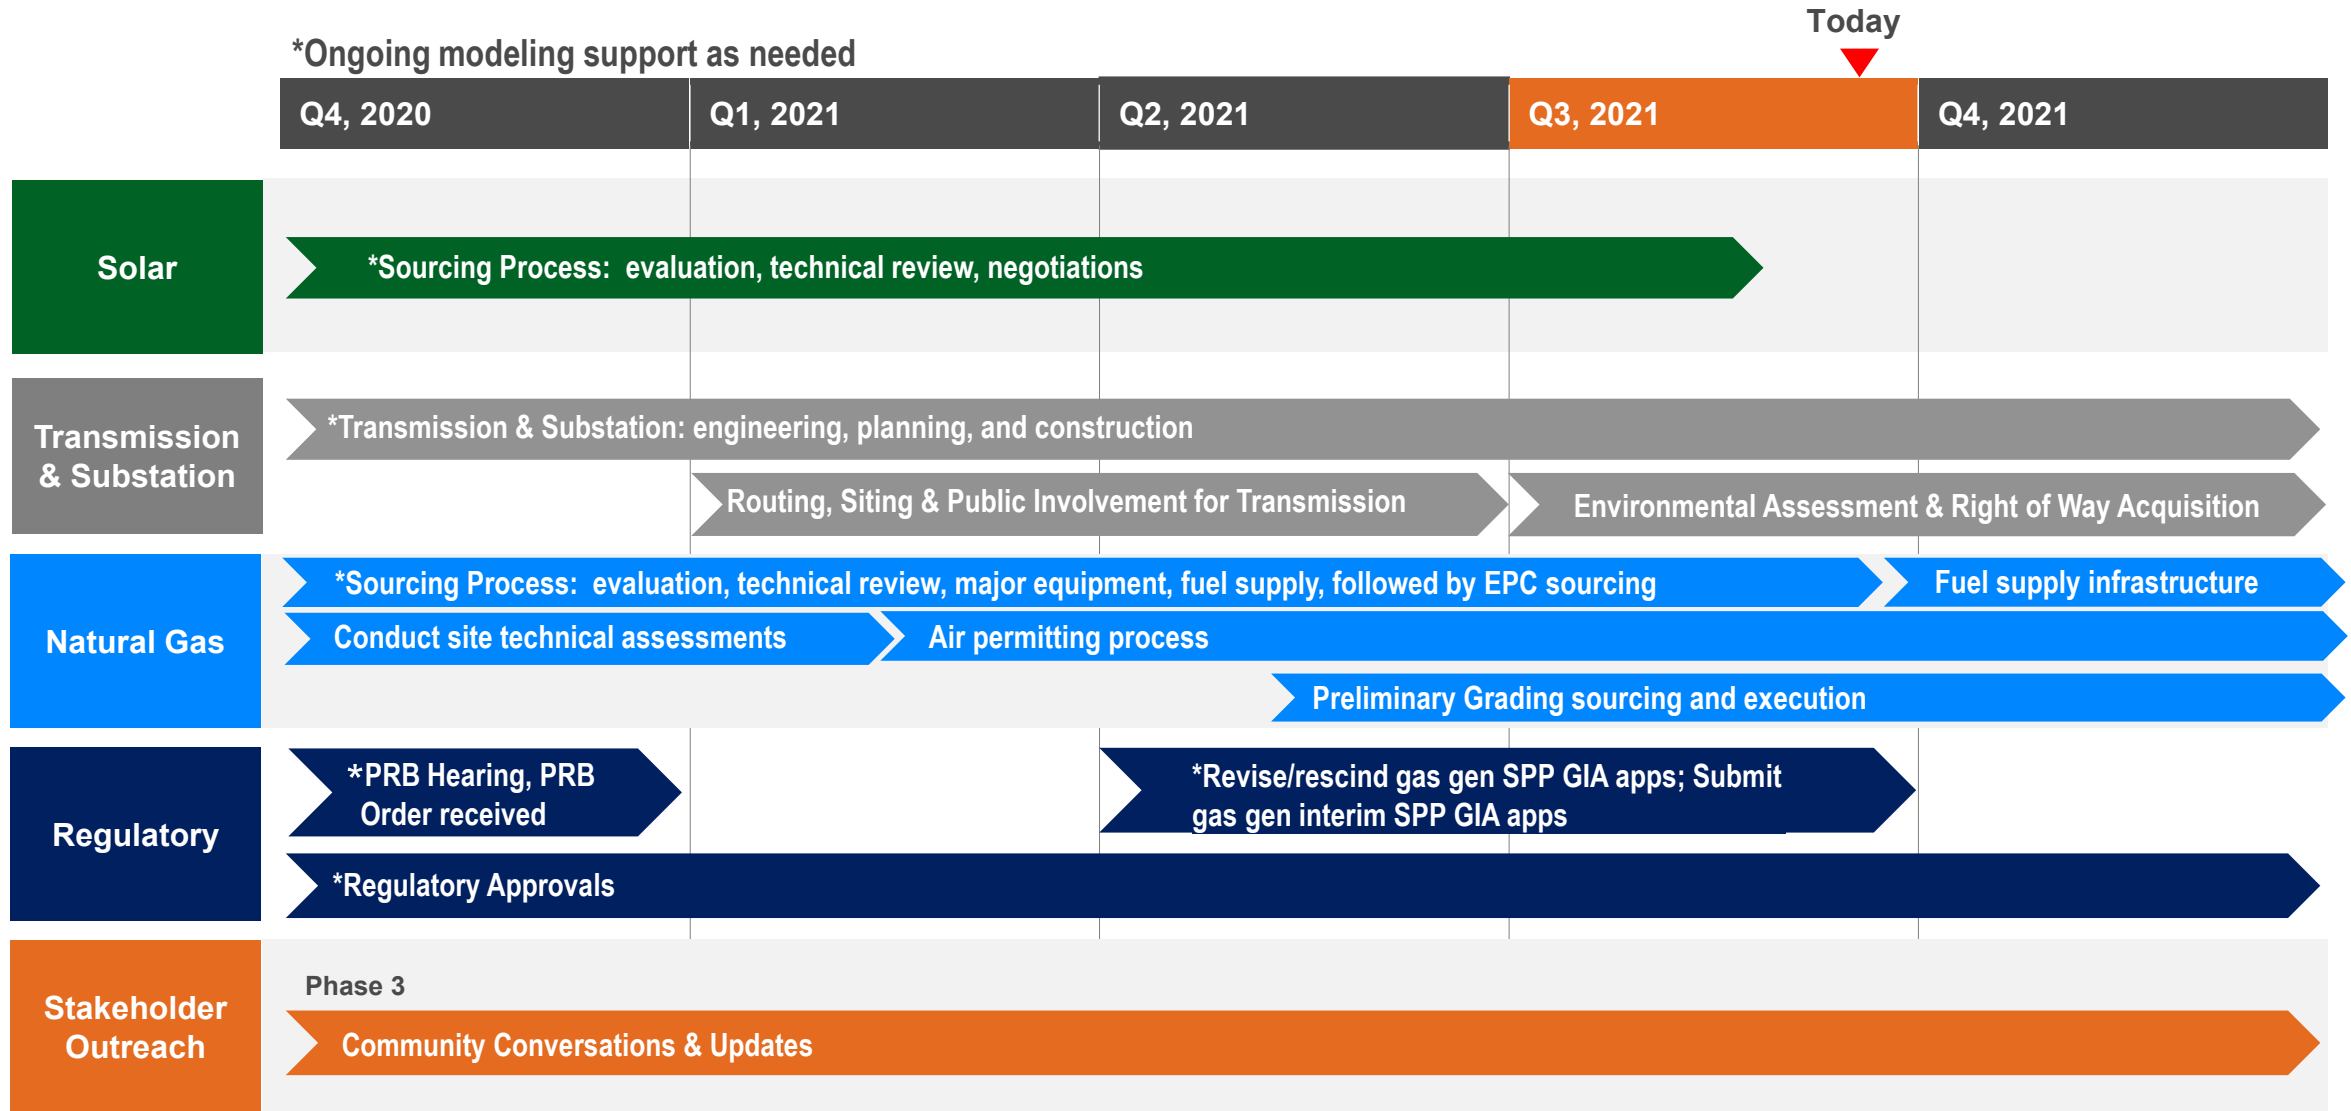 Today
*Ongoing modeling support as needed
Q4, 2020
Q1, 2021
Q2, 2021
Q3, 2021
Q4, 2021
Solar
*Sourcing Process:  evaluation, technical review, negotiations
Transmission
& Substation
*Transmission & Substation: engineering, planning, and construction
Routing, Siting & Public Involvement for Transmission
Environmental Assessment & Right of Way Acquisition
Natural Gas
*Sourcing Process:  evaluation, technical review, major equipment, fuel supply, followed by EPC sourcing
Fuel supply infrastructure
Conduct site technical assessments
Air permitting process
Preliminary Grading sourcing and execution
Regulatory
*PRB Hearing, PRB
Order received
*Revise/rescind gas gen SPP GIA apps; Submit
gas gen interim SPP GIA apps
*Regulatory Approvals
Stakeholder
Outreach
Phase 3
Community Conversations & Updates